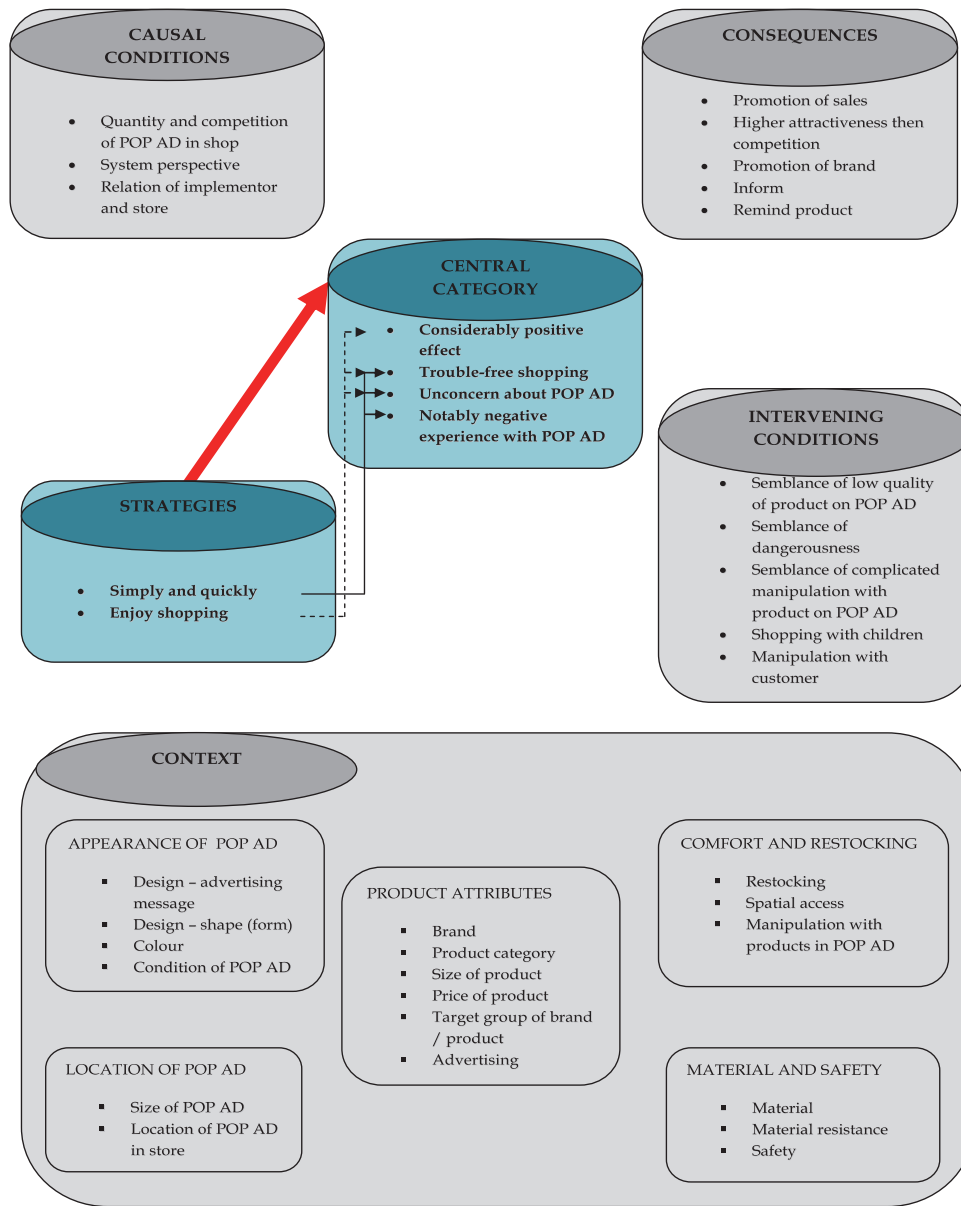 CAUSAL
CONDITIONS
• Quantity and competition
of POP AD in shop
• System perspective
• Relation of implementor
and store
CONSEQUENCES
• Promotion of sales
• Higher attractiveness then
competition
• Promotion of brand
• Inform
• Remind product
CENTRAL
CATEGORY
• Considerably positive
effect
• Trouble-free shopping
• Unconcern about POP AD
• Notably negative
experience with POP AD
INTERVENING
CONDITIONS
• Semblance of low quality
of product on POP AD
• Semblance of
dangerousness
• Semblance of complicated
manipulation with
product on POP AD
• Shopping with children
• Manipulation with
customer
STRATEGIES
• Simply and quickly
• Enjoy shopping
CONTEXT
APPEARANCE OF POP AD
▪ Design – advertising
message
▪ Design – shape (form)
▪ Colour
▪ Condition of POP AD
PRODUCT ATTRIBUTES
▪ Brand
▪ Product category
▪ Size of product
▪ Price of product
▪ Target group of brand
/ product
▪ Advertising
COMFORT AND RESTOCKING
▪ Restocking
▪ Spatial access
▪ Manipulation with
products in POP AD
LOCATION OF POP AD
▪ Size of POP AD
▪ Location of POP AD
in store
MATERIAL AND SAFETY
▪ Material
▪ Material resistance
▪ Safety